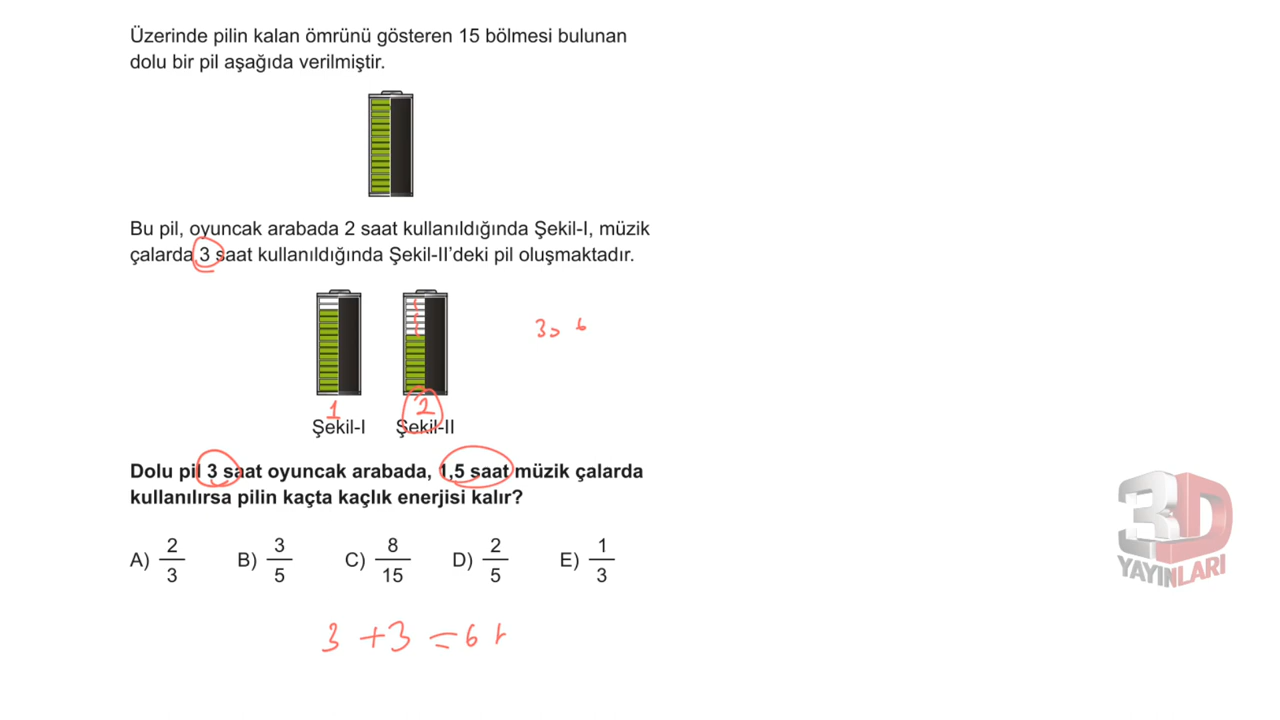 Üzerinde pilin kalan ömrünü gösteren 15 bölmesi bulunan
dolu bir pil aşağıda verilmiştir.
Bu pil, oyuncak arabada 2 saat kullanıldığında Şekil-I, müzik
çalarda 3 saat kullanıldığında Şekil-II'deki pil oluşmaktadır.
3> 6
1 2
Şekil-I Şekil-II
Dolu pil 3 saat oyuncak arabada, 1,5 saat müzik çalarda
kullanılırsa pilin kaçta kaçlık enerjisi kalır?
A) 2/3 B) 3/5 C) 8/15 D) 2/5 E) 1/3
3 + 3 = 6
3D
YAYINLARI